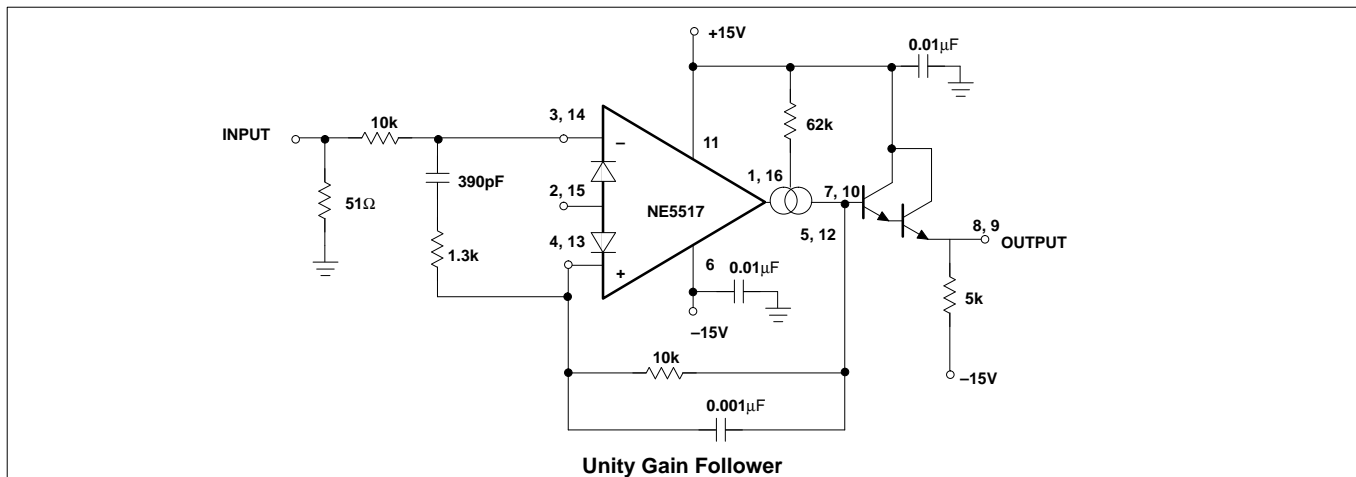 +15V
0.01μF
INPUT
10k
3, 14
–
62k
11
390pF
51Ω
2, 15
NE5517
1, 16
7, 10
5, 12
8, 9
OUTPUT
1.3k
4, 13
+
6
0.01μF
5k
–15V
10k
–15V
0.001μF
Unity Gain Follower